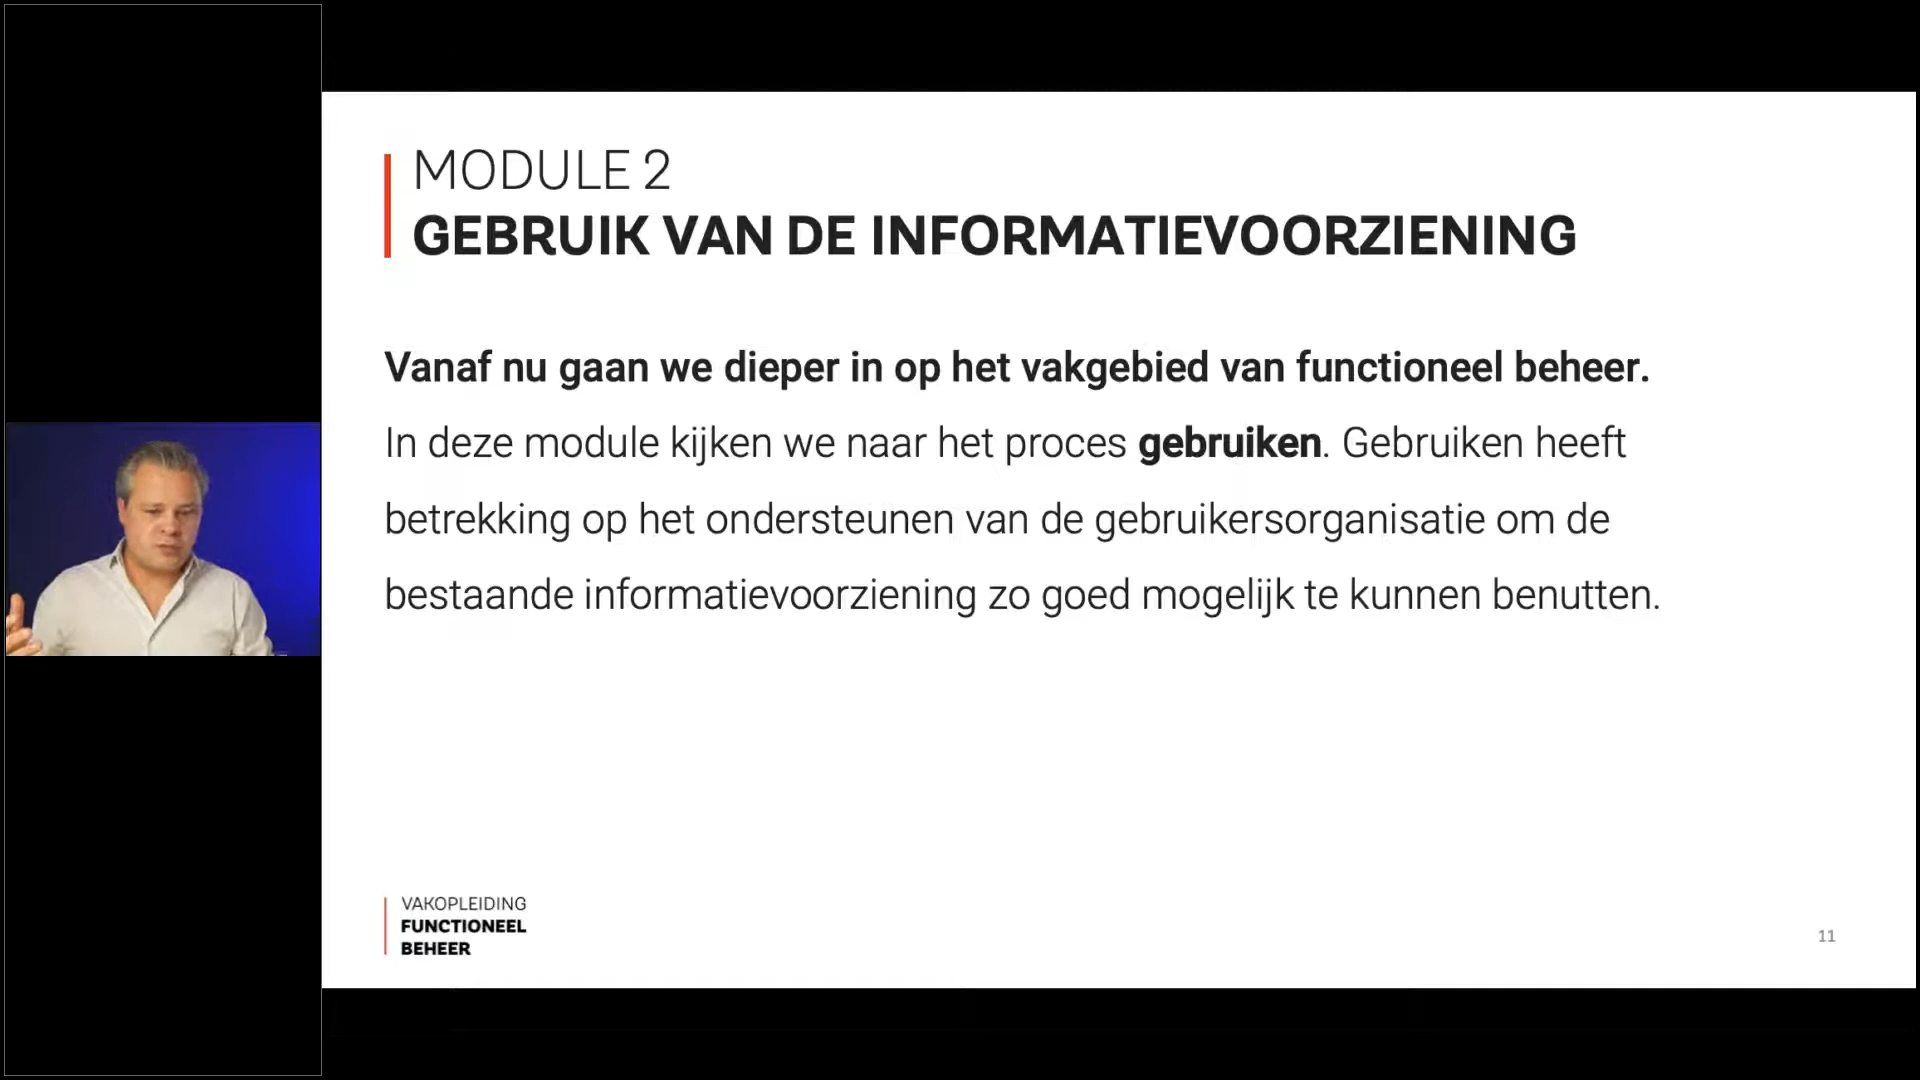 MODULE 2
GEBRUIK VAN DE INFORMATIEVOORZIENING
Vanaf nu gaan we dieper in op het vakgebied van functioneel beheer.
In deze module kijken we naar het proces gebruiken. Gebruiken heeft
betrekking op het ondersteunen van de gebruikersorganisatie om de
bestaande informatievoorziening zo goed mogelijk te kunnen benutten.
VAKOPLEIDING
FUNCTIONEEL
BEHEER
11